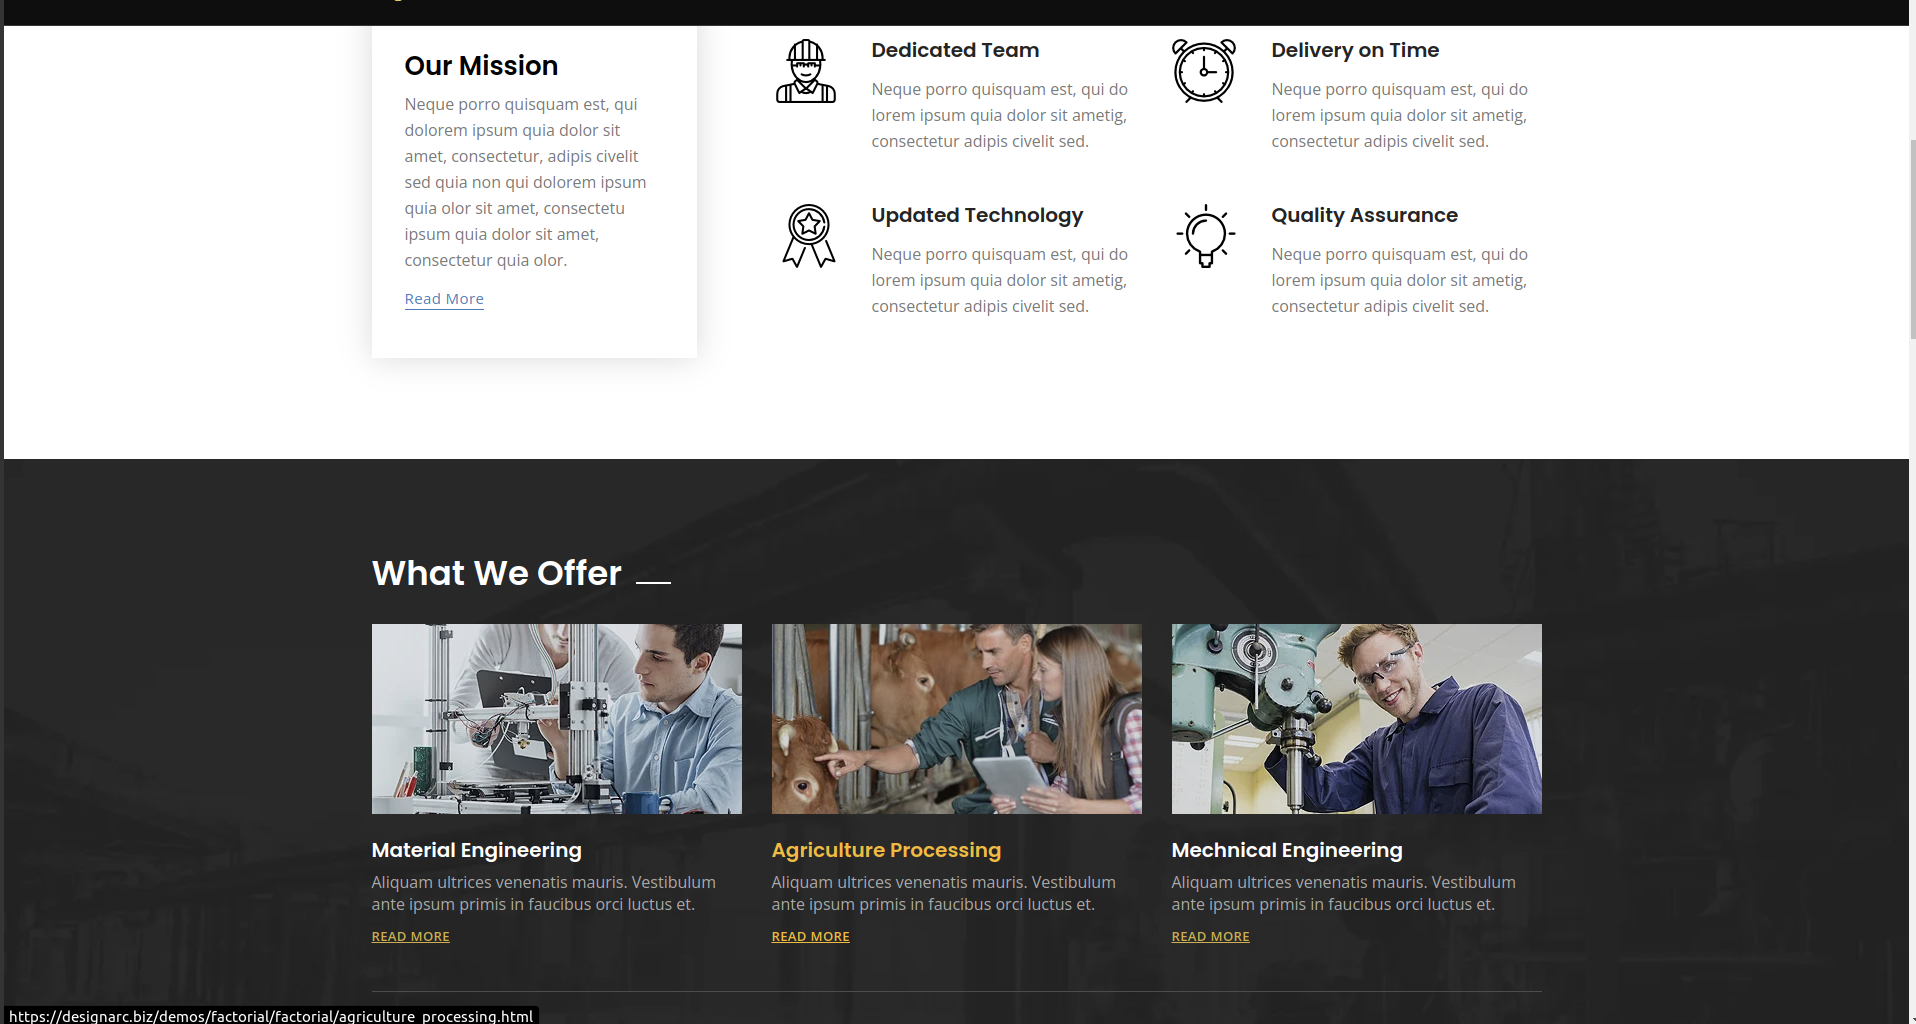 Our Mission
Neque porro quisquam est, qui
dolorem ipsum quia dolor sit
amet, consectetur, adipis civelit
sed quia non qui dolorem ipsum
quia olor sit amet, consectetu
ipsum quia dolor sit amet,
consectetur quia olor.
Read More
Dedicated Team
Neque porro quisquam est, qui do
lorem ipsum quia dolor sit ametig,
consectetur adipis civelit sed.
Delivery on Time
Neque porro quisquam est, qui do
lorem ipsum quia dolor sit ametig,
consectetur adipis civelit sed.
Updated Technology
Neque porro quisquam est, qui do
lorem ipsum quia dolor sit ametig,
consectetur adipis civelit sed.
Quality Assurance
Neque porro quisquam est, qui do
lorem ipsum quia dolor sit ametig,
consectetur adipis civelit sed.
What We Offer
Material Engineering
Aliquam ultrices venenatis mauris. Vestibulum
ante ipsum primis in faucibus orci luctus et.
READ MORE
Agriculture Processing
Aliquam ultrices venenatis mauris. Vestibulum
ante ipsum primis in faucibus orci luctus et.
READ MORE
Mechnical Engineering
Aliquam ultrices venenatis mauris. Vestibulum
ante ipsum primis in faucibus orci luctus et.
READ MORE
https://designarc.biz/demos/factorial/factorial/agriculture_processing.html